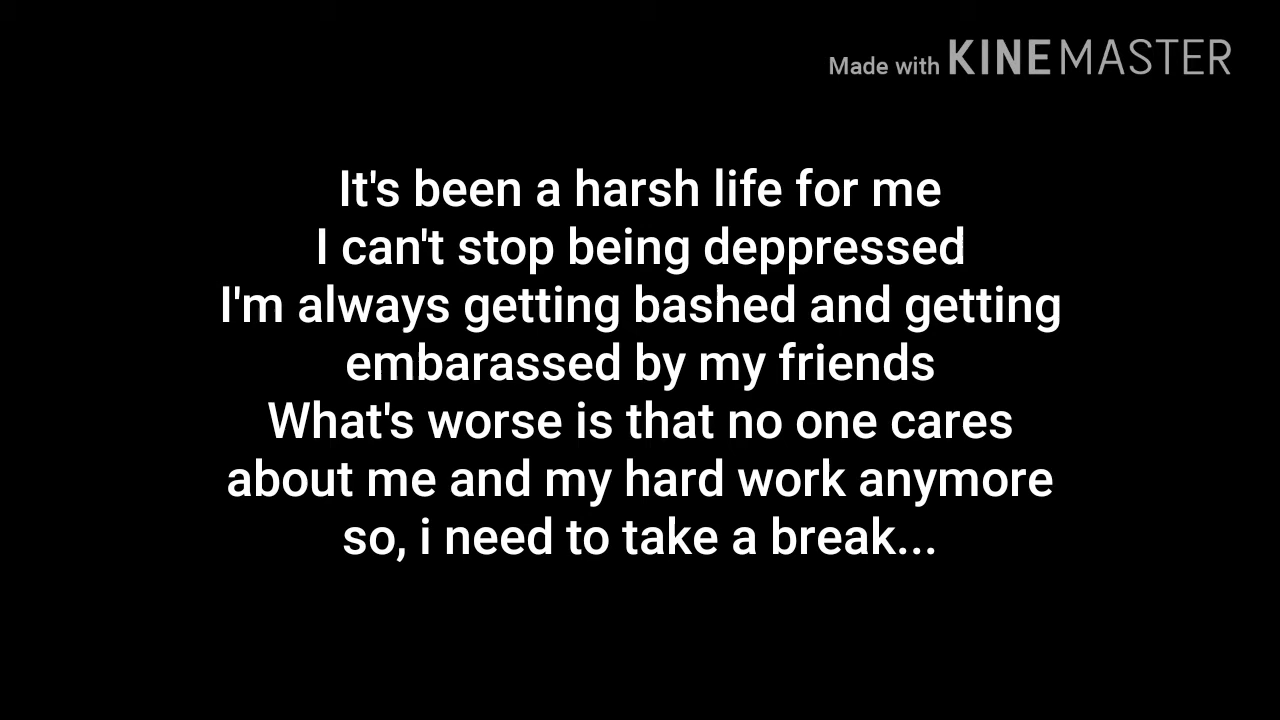 Made with KINEMASTER
It's been a harsh life for me
I can't stop being deppressed
I'm always getting bashed and getting
embarassed by my friends
What's worse is that no one cares
about me and my hard work anymore
so, i need to take a break...